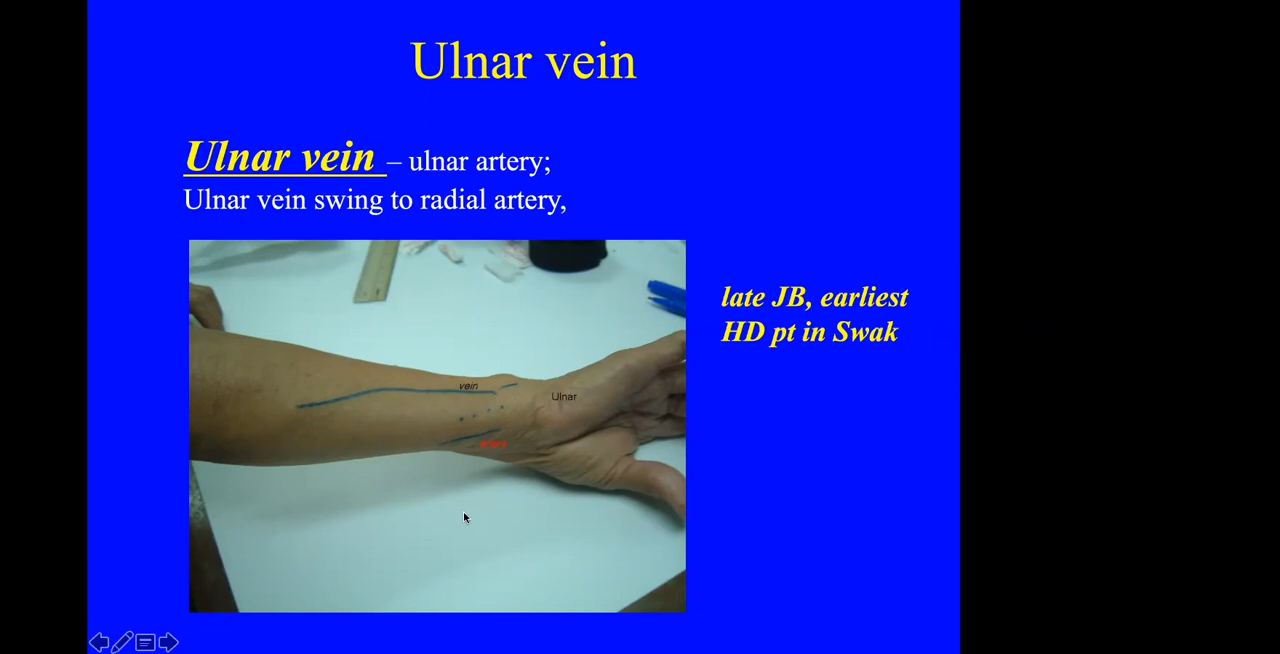 Ulnar vein
Ulnar vein – ulnar artery;
Ulnar vein swing to radial artery,
late JB, earliest
HD pt in Swak
vein
Ulnar
artery